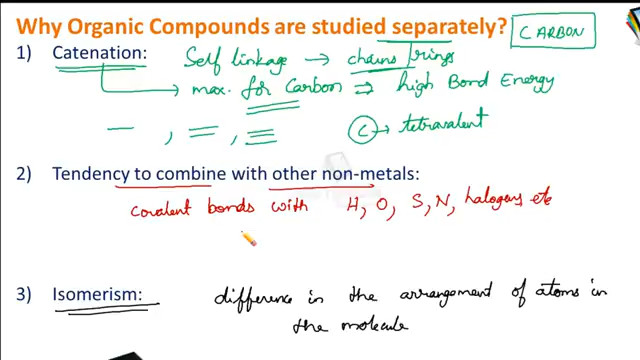 Why Organic Compounds are studied separately?
CARBON
1) Catenation: Self linkage → chains / rings
max. for Carbon ⇒ high Bond Energy
— , = , ≡ C → tetravalent
2) Tendency to combine with other non-metals:
covalent bonds with H, O, S, N, halogens etc
3) Isomerism: difference in the arrangement of atoms in
the molecule